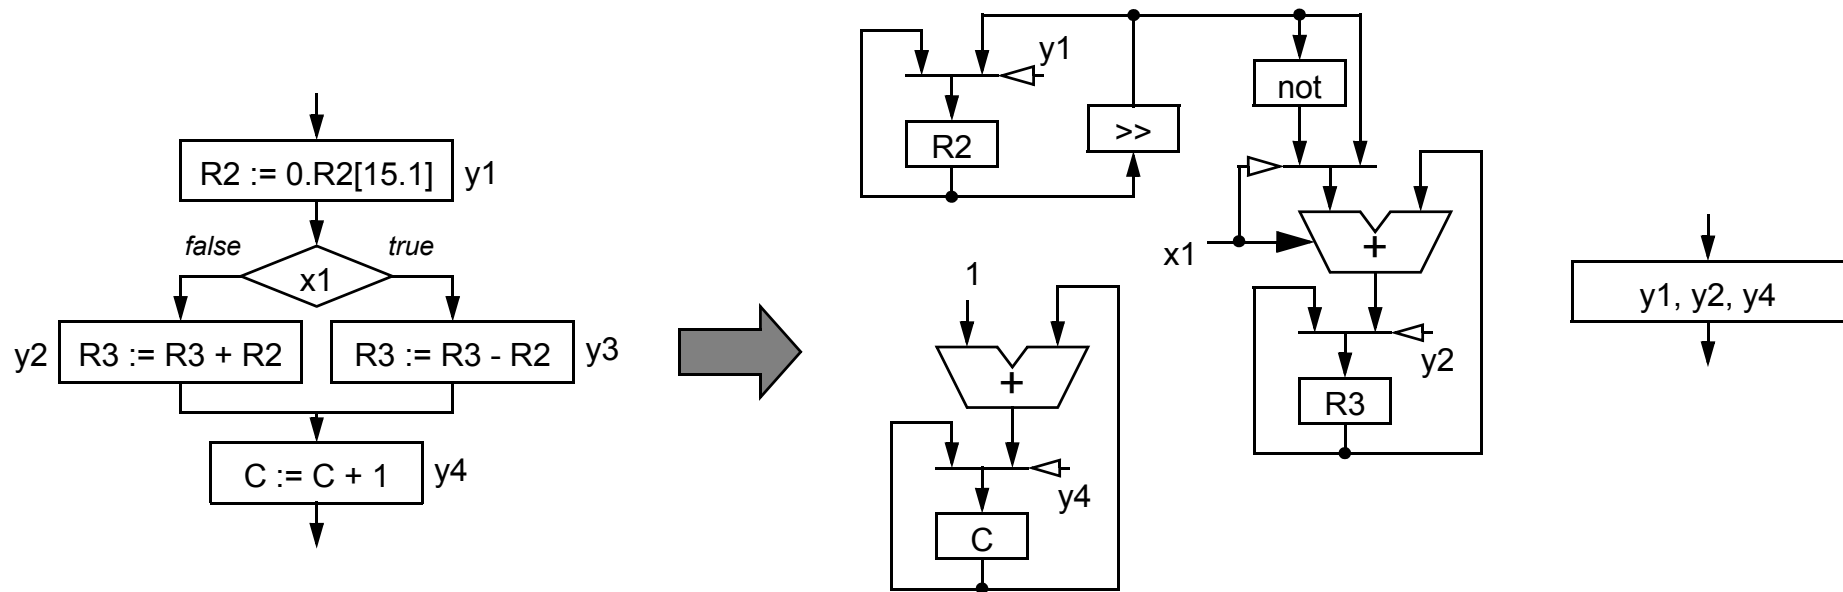 R2 := 0.R2[15.1]
y1
false
true
x1
y2
R3 := R3 + R2
R3 := R3 - R2
y3
C := C + 1
y4
y1
R2
>>
not
x1
+
1
+
y2
R3
y4
C
y1, y2, y4